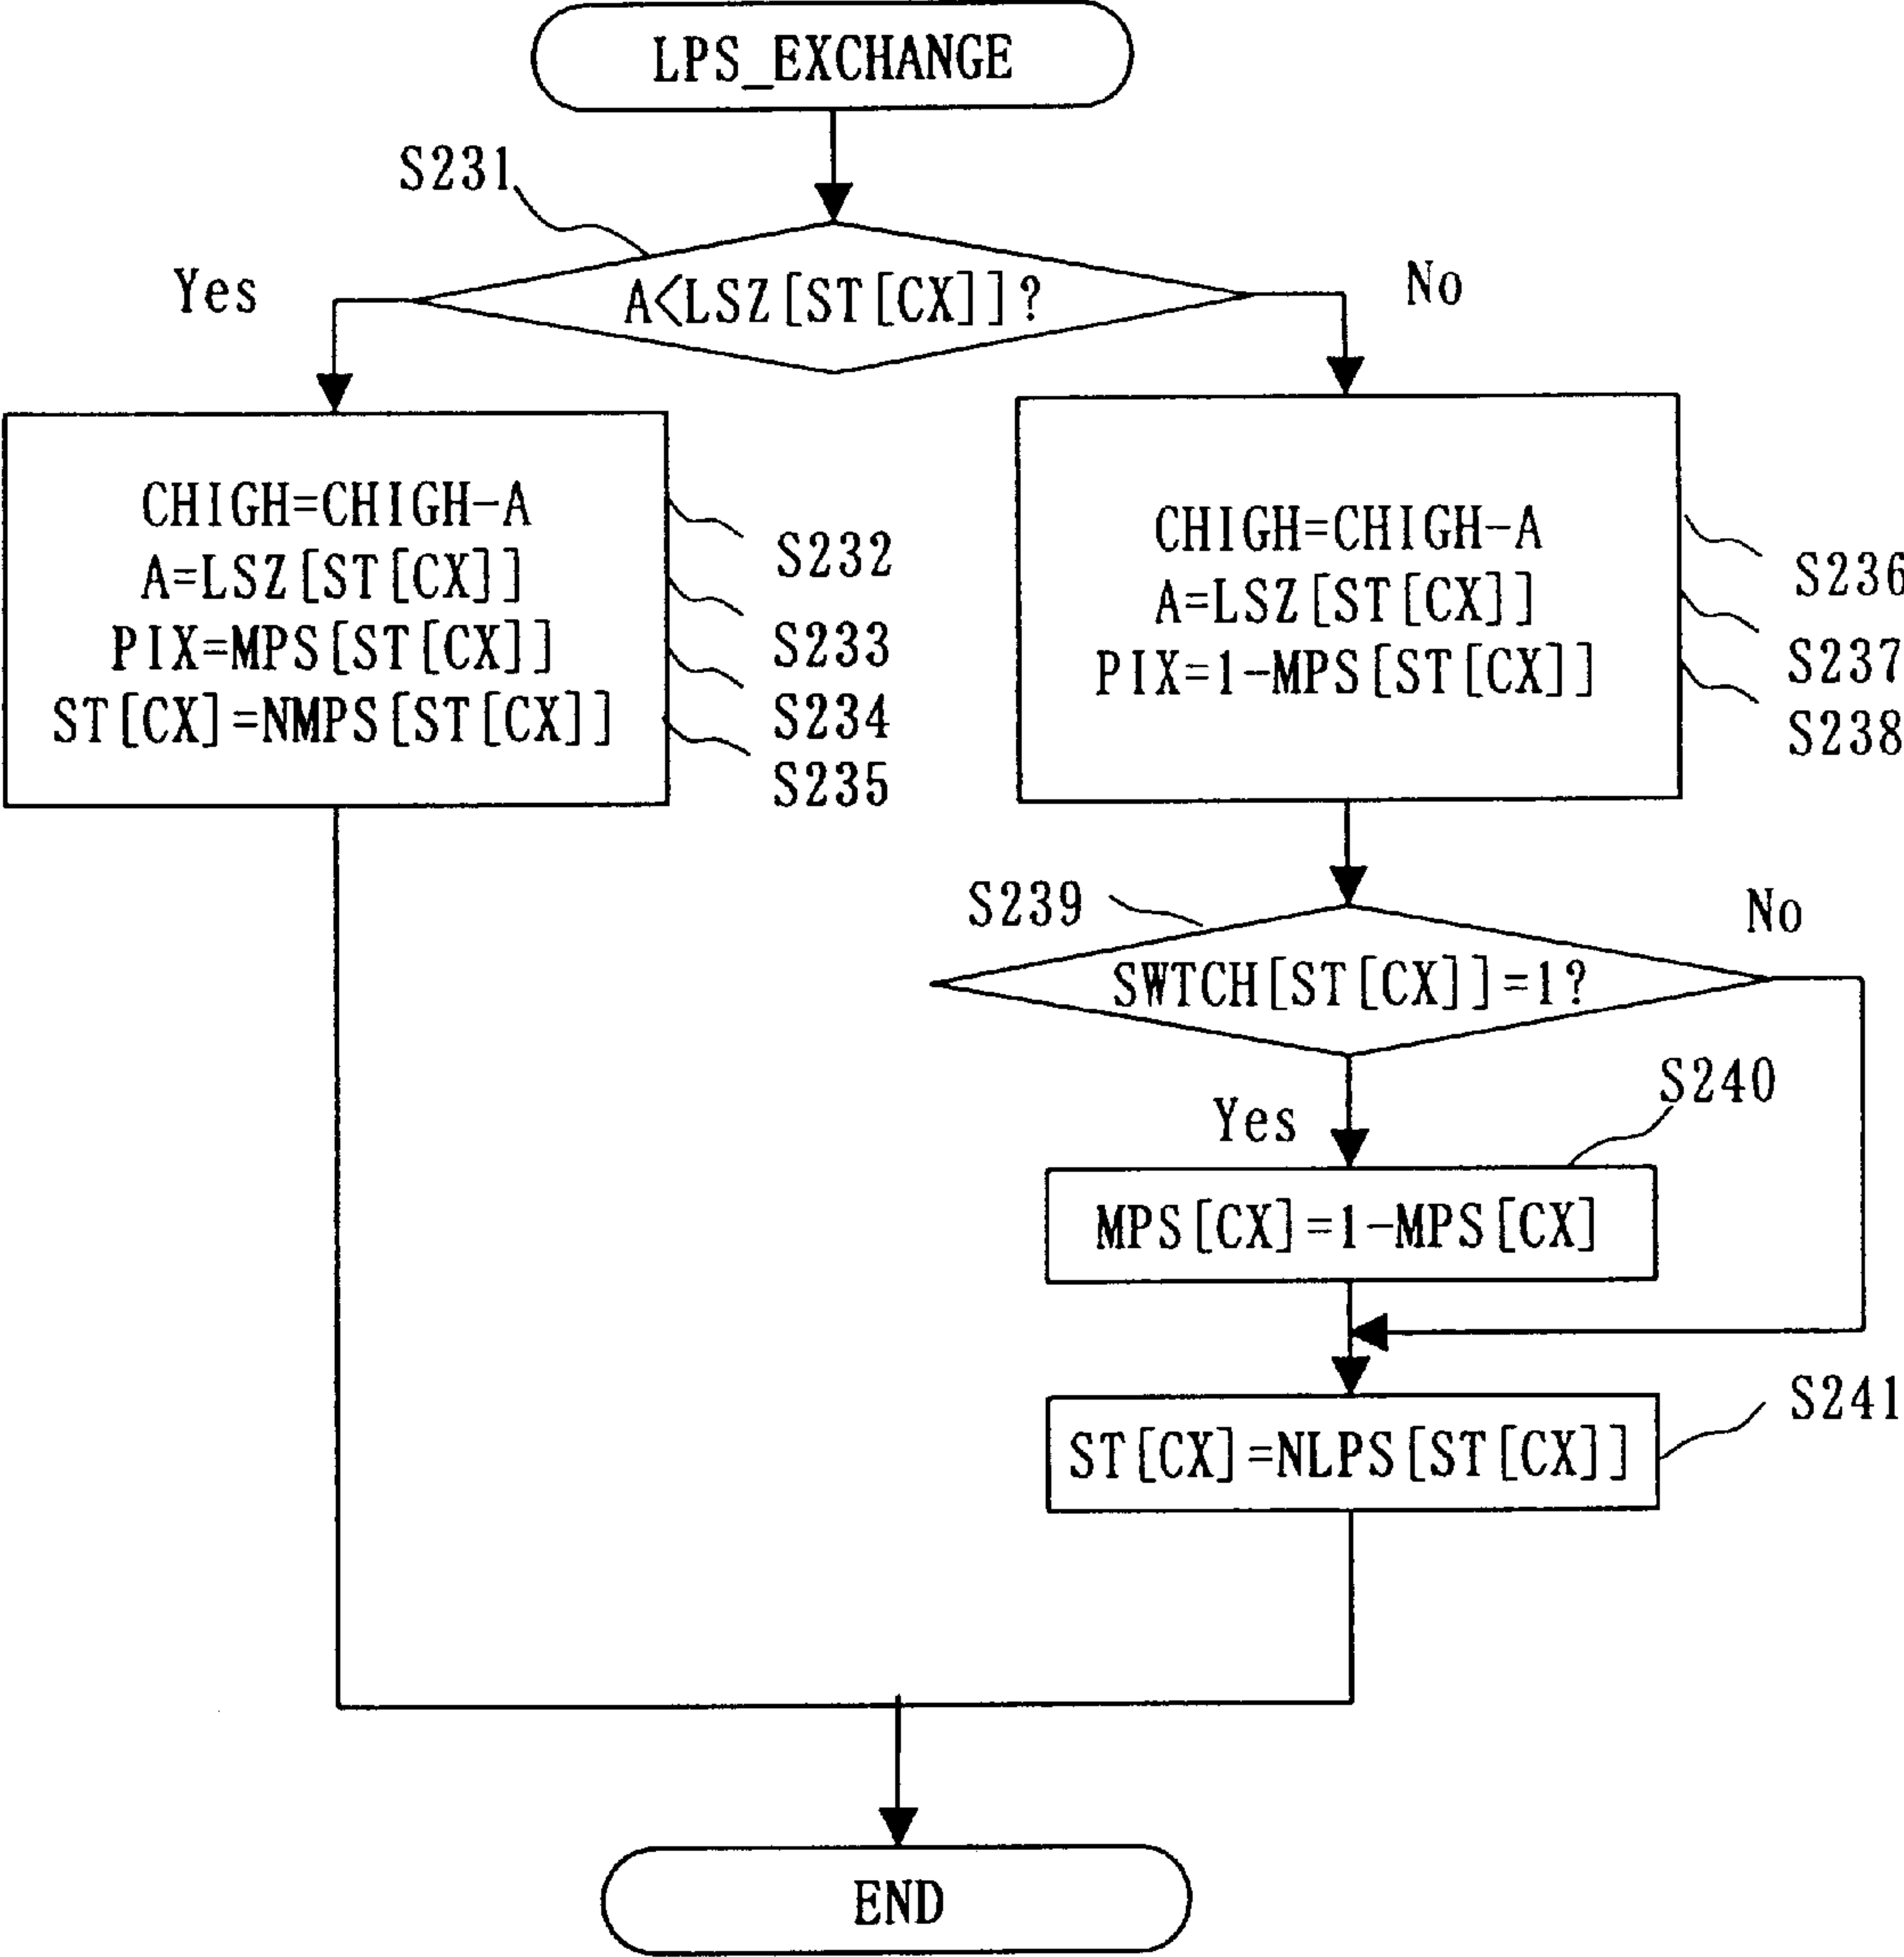 LPS_EXCHANGE
S231
Yes
A<LSZ[ST[CX]]?
No
CHIGH=CHIGH-A
A=LSZ[ST[CX]]
PIX=MPS[ST[CX]]
ST[CX]=NMPS[ST[CX]]
S232
S233
S234
S235
CHIGH=CHIGH-A
A=LSZ[ST[CX]]
PIX=1-MPS[ST[CX]]
S236
S237
S238
S239
No
SWTCH[ST[CX]]=1?
Yes
S240
MPS[CX]=1-MPS[CX]
ST[CX]=NLPS[ST[CX]]
S241
END